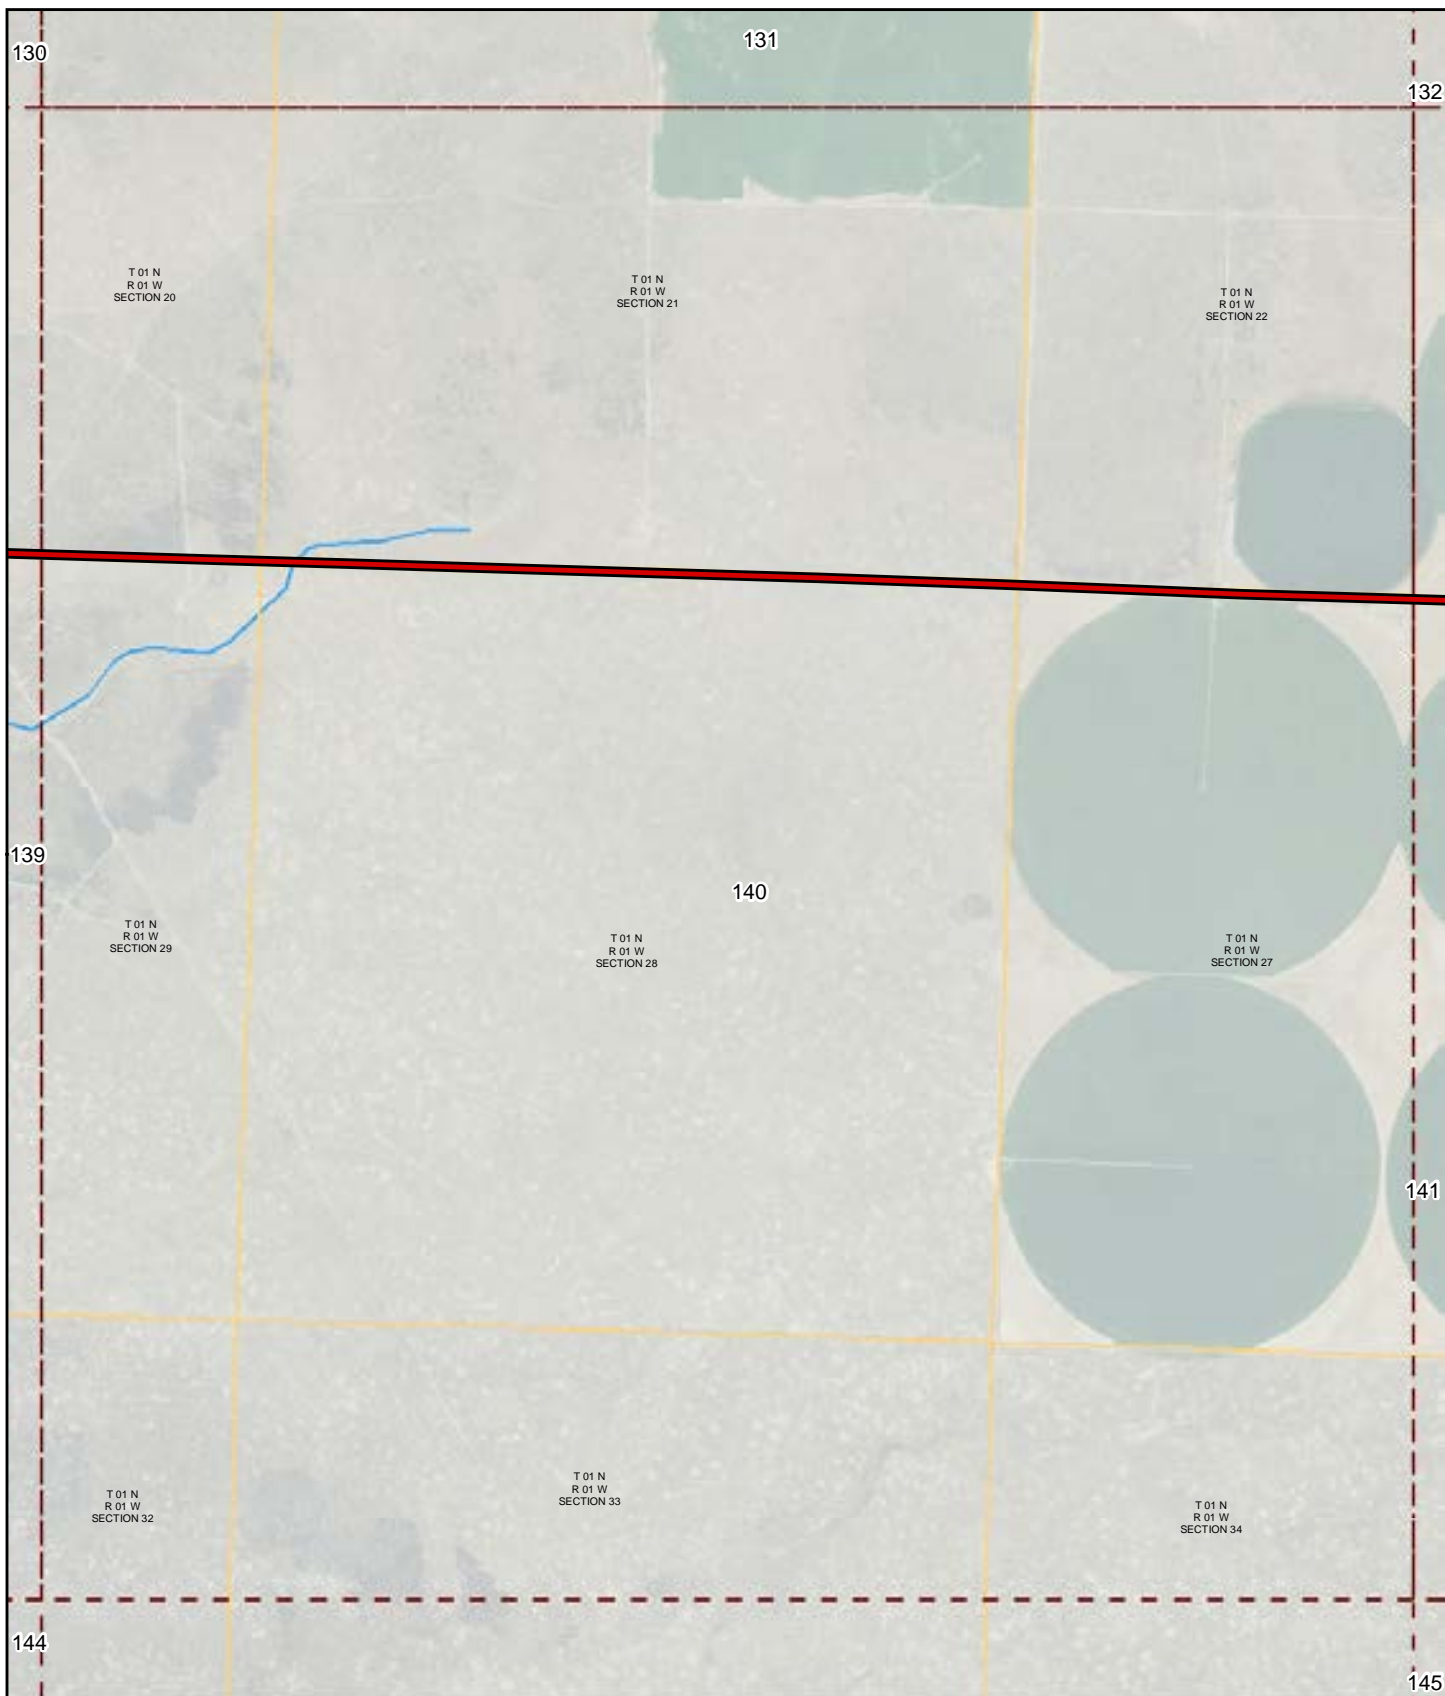 131
130
132
T 01 N
R 01 W
SECTION 20
T 01 N
R 01 W
SECTION 21
T 01 N
R 01 W
SECTION 22
139
140
T 01 N
R 01 W
SECTION 29
T 01 N
R 01 W
SECTION 28
T 01 N
R 01 W
SECTION 27
141
T 01 N
R 01 W
SECTION 32
T 01 N
R 01 W
SECTION 33
T 01 N
R 01 W
SECTION 34
144
145